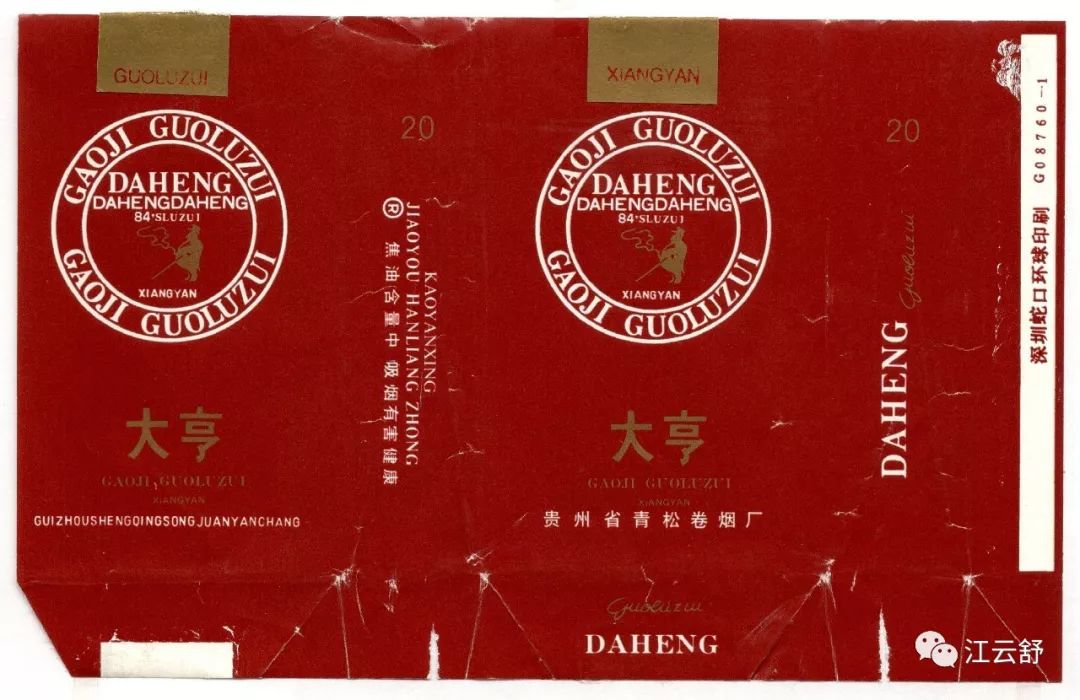 GUOLUZUI
GAOJI GUOLUZUI
DAHENG
DAHENGDAHENG
84'SLUZUI
XIANGYAN
GAOJI GUOLUZUI
大亨
GAOJI GUOLUZUI
XIANGYAN
GUIZHOUSHENGQINGSONGJUANYANCHANG
20
KAOYANXING
JIAOYOU HANLIANG ZHONG
® 焦油含量中 吸烟有害健康
XIANGYAN
GAOJI GUOLUZUI
DAHENG
DAHENGDAHENG
84'SLUZUI
XIANGYAN
GAOJI GUOLUZUI
大亨
GAOJI GUOLUZUI
XIANGYAN
贵州省青松卷烟厂
Guoluzui
DAHENG
20
DAHENG Guoluzui
深圳蛇口环球印刷 G08760-1
江云舒